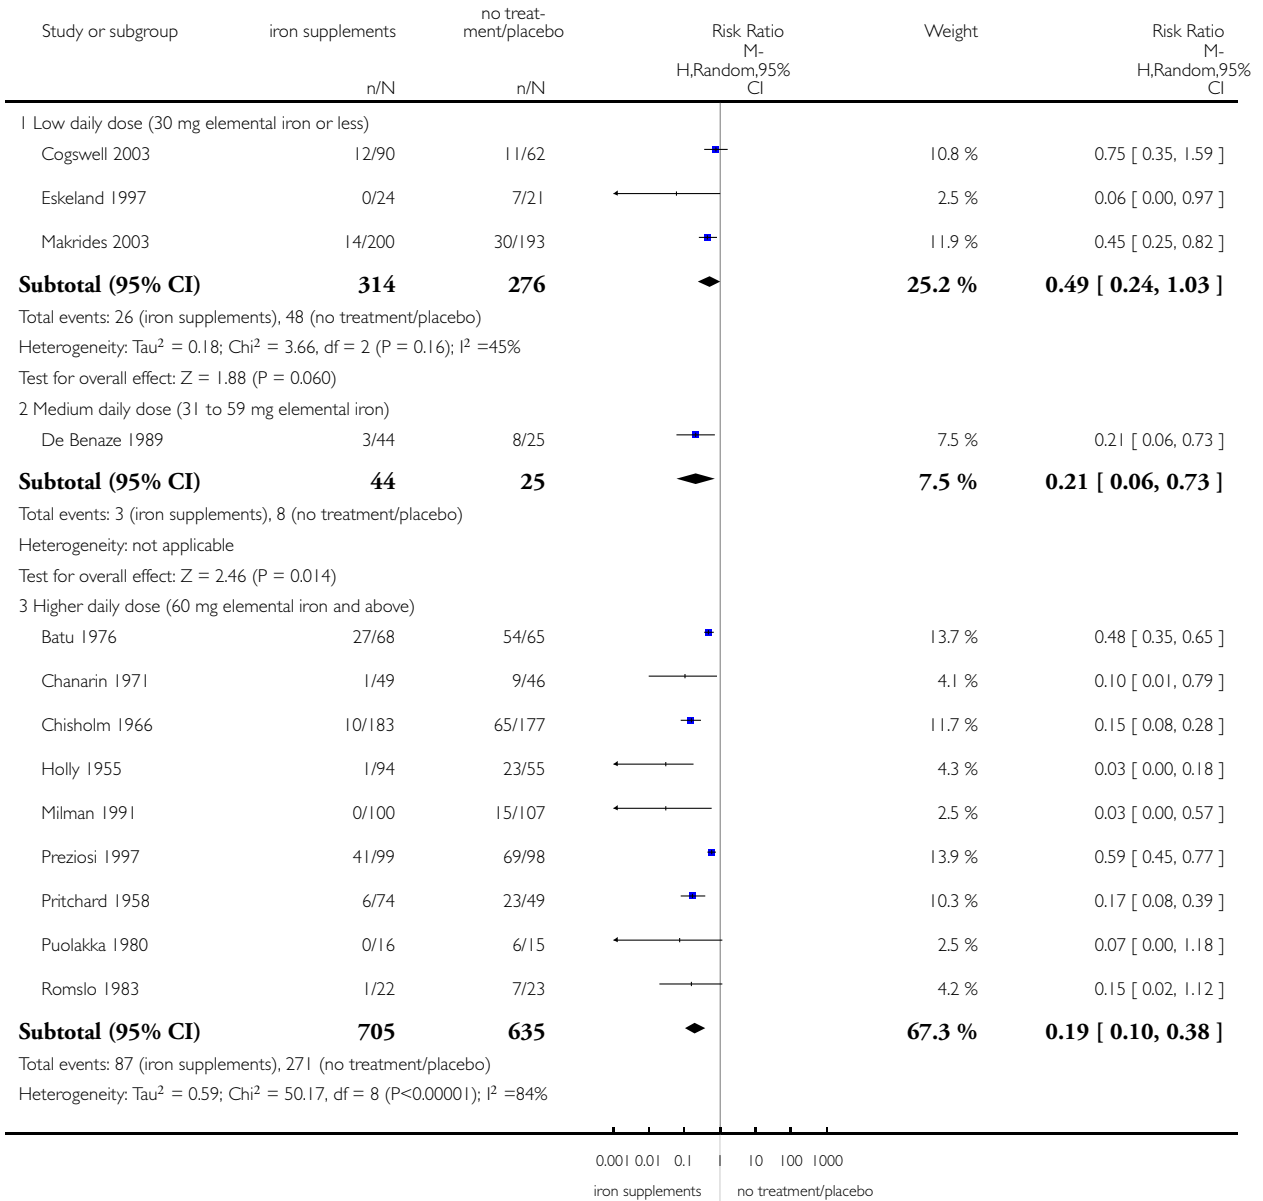 no treat-
Study or subgroup iron supplements ment/placebo Risk Ratio Weight Risk Ratio
M- M-
H,Random,95% H,Random,95%
n/N n/N CI CI
1 Low daily dose (30 mg elemental iron or less)
Cogswell 2003 12/90 11/62 10.8 % 0.75 [ 0.35, 1.59 ]
Eskeland 1997 0/24 7/21 2.5 % 0.06 [ 0.00, 0.97 ]
Makrides 2003 14/200 30/193 11.9 % 0.45 [ 0.25, 0.82 ]
Subtotal (95% CI) 314 276 25.2 % 0.49 [ 0.24, 1.03 ]
Total events: 26 (iron supplements), 48 (no treatment/placebo)
Heterogeneity: Tau² = 0.18; Chi² = 3.66, df = 2 (P = 0.16); I² =45%
Test for overall effect: Z = 1.88 (P = 0.060)
2 Medium daily dose (31 to 59 mg elemental iron)
De Benaze 1989 3/44 8/25 7.5 % 0.21 [ 0.06, 0.73 ]
Subtotal (95% CI) 44 25 7.5 % 0.21 [ 0.06, 0.73 ]
Total events: 3 (iron supplements), 8 (no treatment/placebo)
Heterogeneity: not applicable
Test for overall effect: Z = 2.46 (P = 0.014)
3 Higher daily dose (60 mg elemental iron and above)
Batu 1976 27/68 54/65 13.7 % 0.48 [ 0.35, 0.65 ]
Chanarin 1971 1/49 9/46 4.1 % 0.10 [ 0.01, 0.79 ]
Chisholm 1966 10/183 65/177 11.7 % 0.15 [ 0.08, 0.28 ]
Holly 1955 1/94 23/55 4.3 % 0.03 [ 0.00, 0.18 ]
Milman 1991 0/100 15/107 2.5 % 0.03 [ 0.00, 0.57 ]
Preziosi 1997 41/99 69/98 13.9 % 0.59 [ 0.45, 0.77 ]
Pritchard 1958 6/74 23/49 10.3 % 0.17 [ 0.08, 0.39 ]
Puolakka 1980 0/16 6/15 2.5 % 0.07 [ 0.00, 1.18 ]
Romslo 1983 1/22 7/23 4.2 % 0.15 [ 0.02, 1.12 ]
Subtotal (95% CI) 705 635 67.3 % 0.19 [ 0.10, 0.38 ]
Total events: 87 (iron supplements), 271 (no treatment/placebo)
Heterogeneity: Tau² = 0.59; Chi² = 50.17, df = 8 (P<0.00001); I² =84%
0.001 0.01 0.1 1 10 100 1000
iron supplements no treatment/placebo